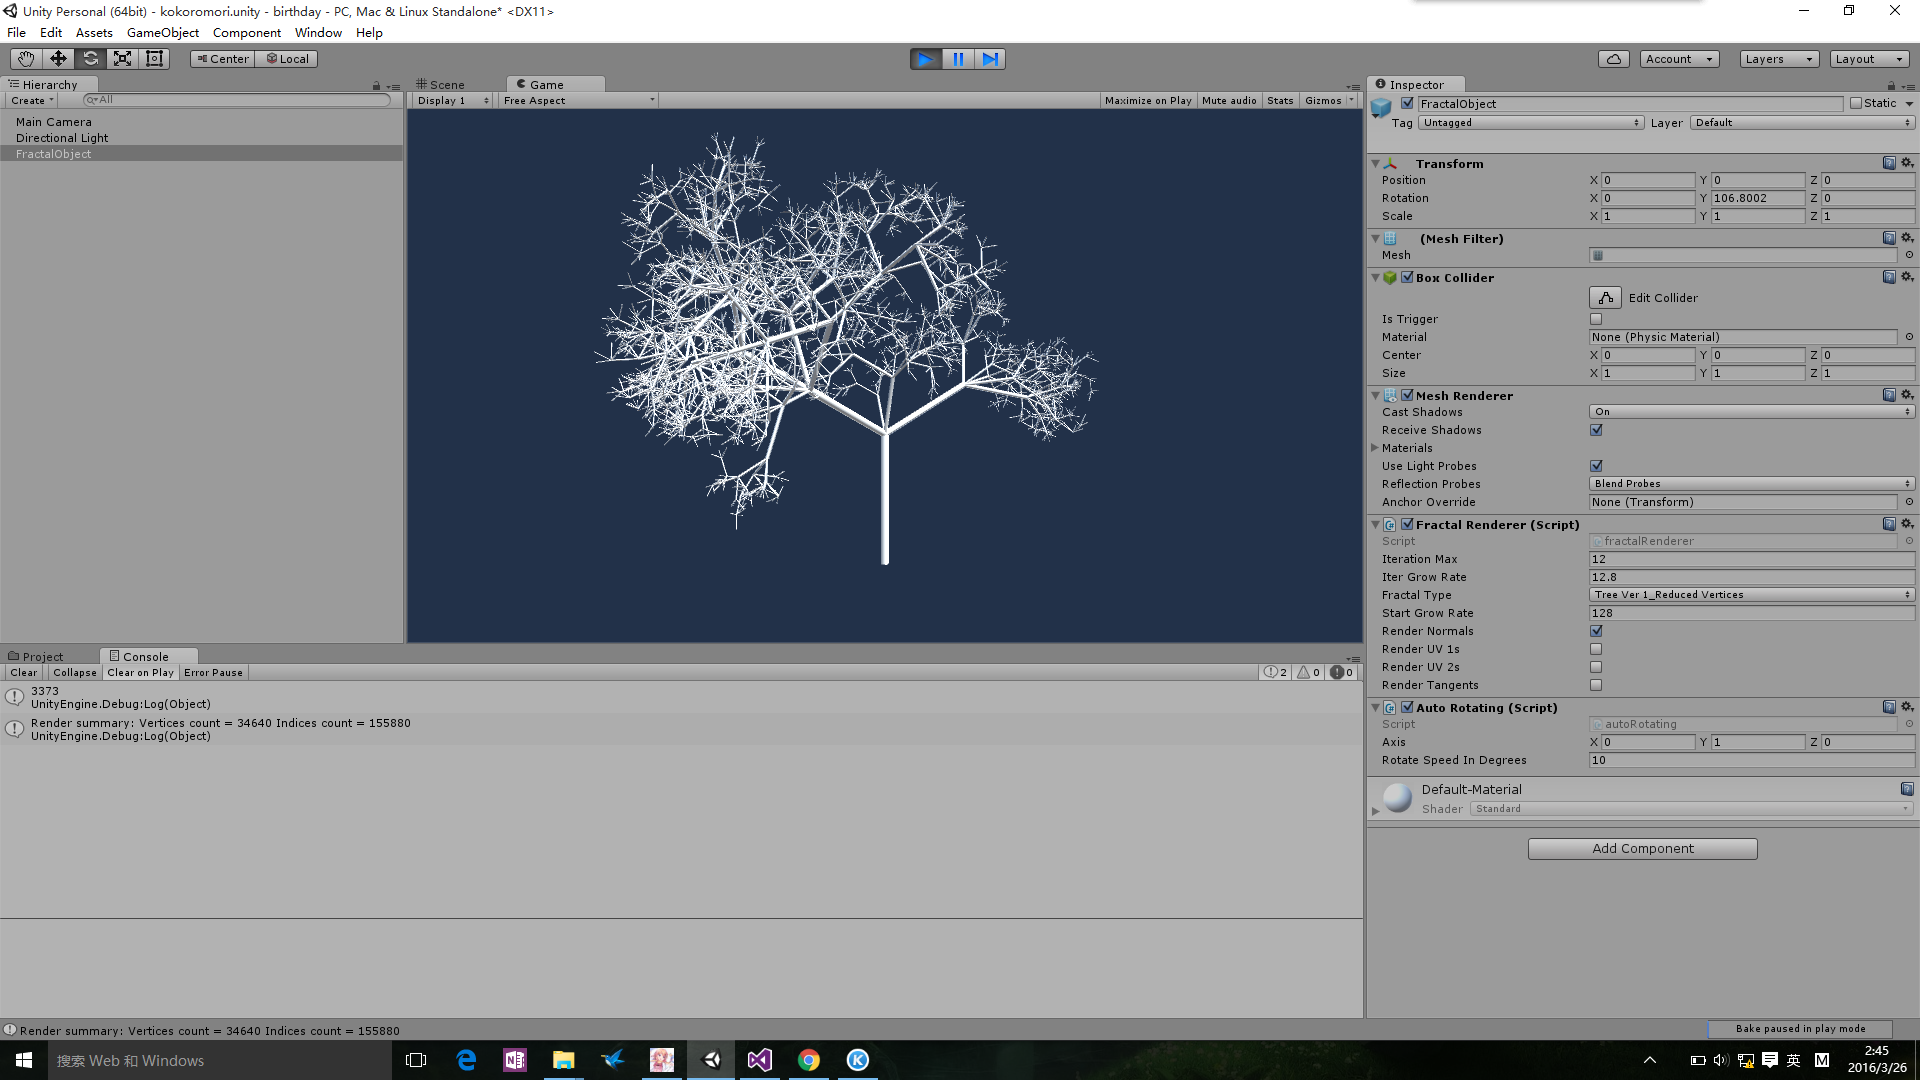 Unity Personal (64bit) - kokoromori.unity - birthday - PC, Mac & Linux Standalone* <DX11>
File Edit Assets GameObject Component Window Help
Center Local Account Layers Layout
Hierarchy
Create All
Main Camera
Directional Light
FractalObject
Scene Game
Display 1 Free Aspect Maximize on Play Mute audio Stats Gizmos
Inspector
FractalObject Static
Tag Untagged Layer Default
Transform
Position X 0 Y 0 Z 0
Rotation X 0 Y 106.8002 Z 0
Scale X 1 Y 1 Z 1
(Mesh Filter)
Mesh
Box Collider
Edit Collider
Is Trigger
Material None (Physic Material)
Center X 0 Y 0 Z 0
Size X 1 Y 1 Z 1
Mesh Renderer
Cast Shadows On
Receive Shadows
Materials
Use Light Probes
Reflection Probes Blend Probes
Anchor Override None (Transform)
Fractal Renderer (Script)
Script fractalRenderer
Iteration Max 12
Iter Grow Rate 12.8
Fractal Type Tree Ver 1_Reduced Vertices
Start Grow Rate 128
Render Normals
Render UV 1s
Render UV 2s
Render Tangents
Auto Rotating (Script)
Script autoRotating
Axis X 0 Y 1 Z 0
Rotate Speed In Degrees 10
Default-Material
Shader Standard
Add Component
Project Console
Clear Collapse Clear on Play Error Pause 2 0 0
3373
UnityEngine.Debug:Log(Object)
Render summary: Vertices count = 34640 Indices count = 155880
UnityEngine.Debug:Log(Object)
Render summary: Vertices count = 34640 Indices count = 155880
Bake paused in play mode
搜索 Web 和 Windows
英 M
2:45
2016/3/26